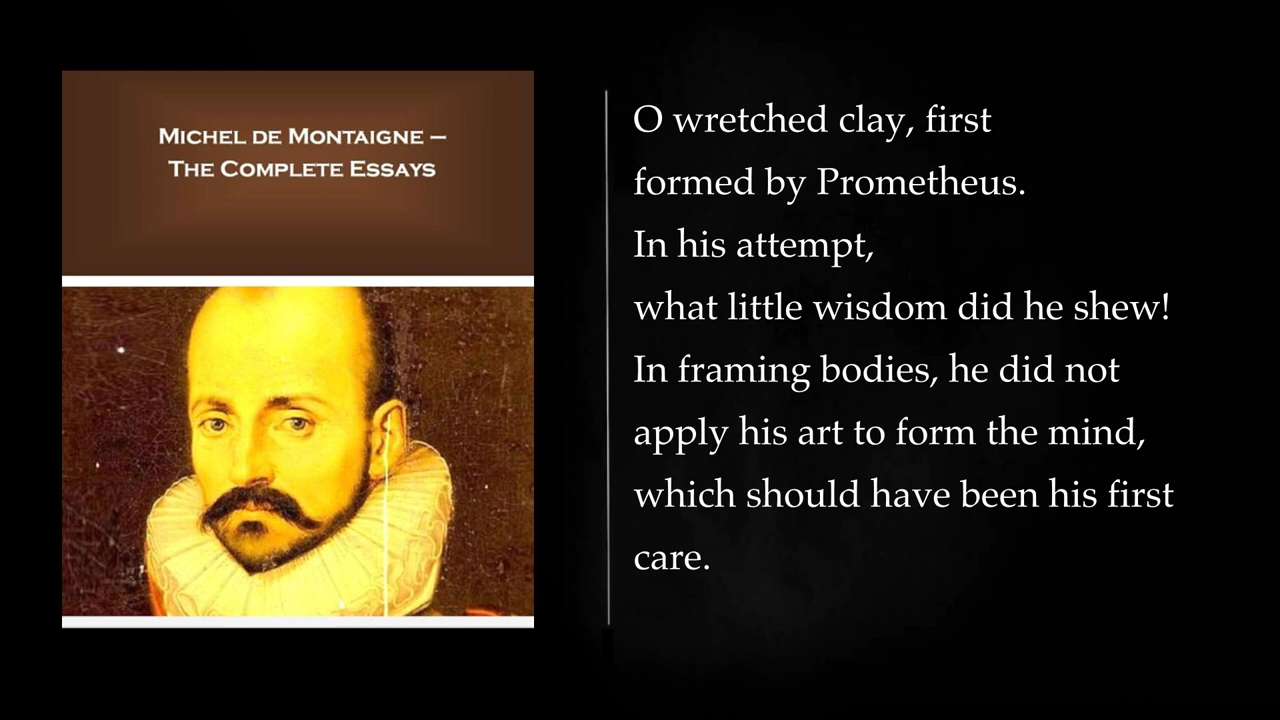 MICHEL DE MONTAIGNE –
THE COMPLETE ESSAYS
O wretched clay, first
formed by Prometheus.
In his attempt,
what little wisdom did he shew!
In framing bodies, he did not
apply his art to form the mind,
which should have been his first
care.